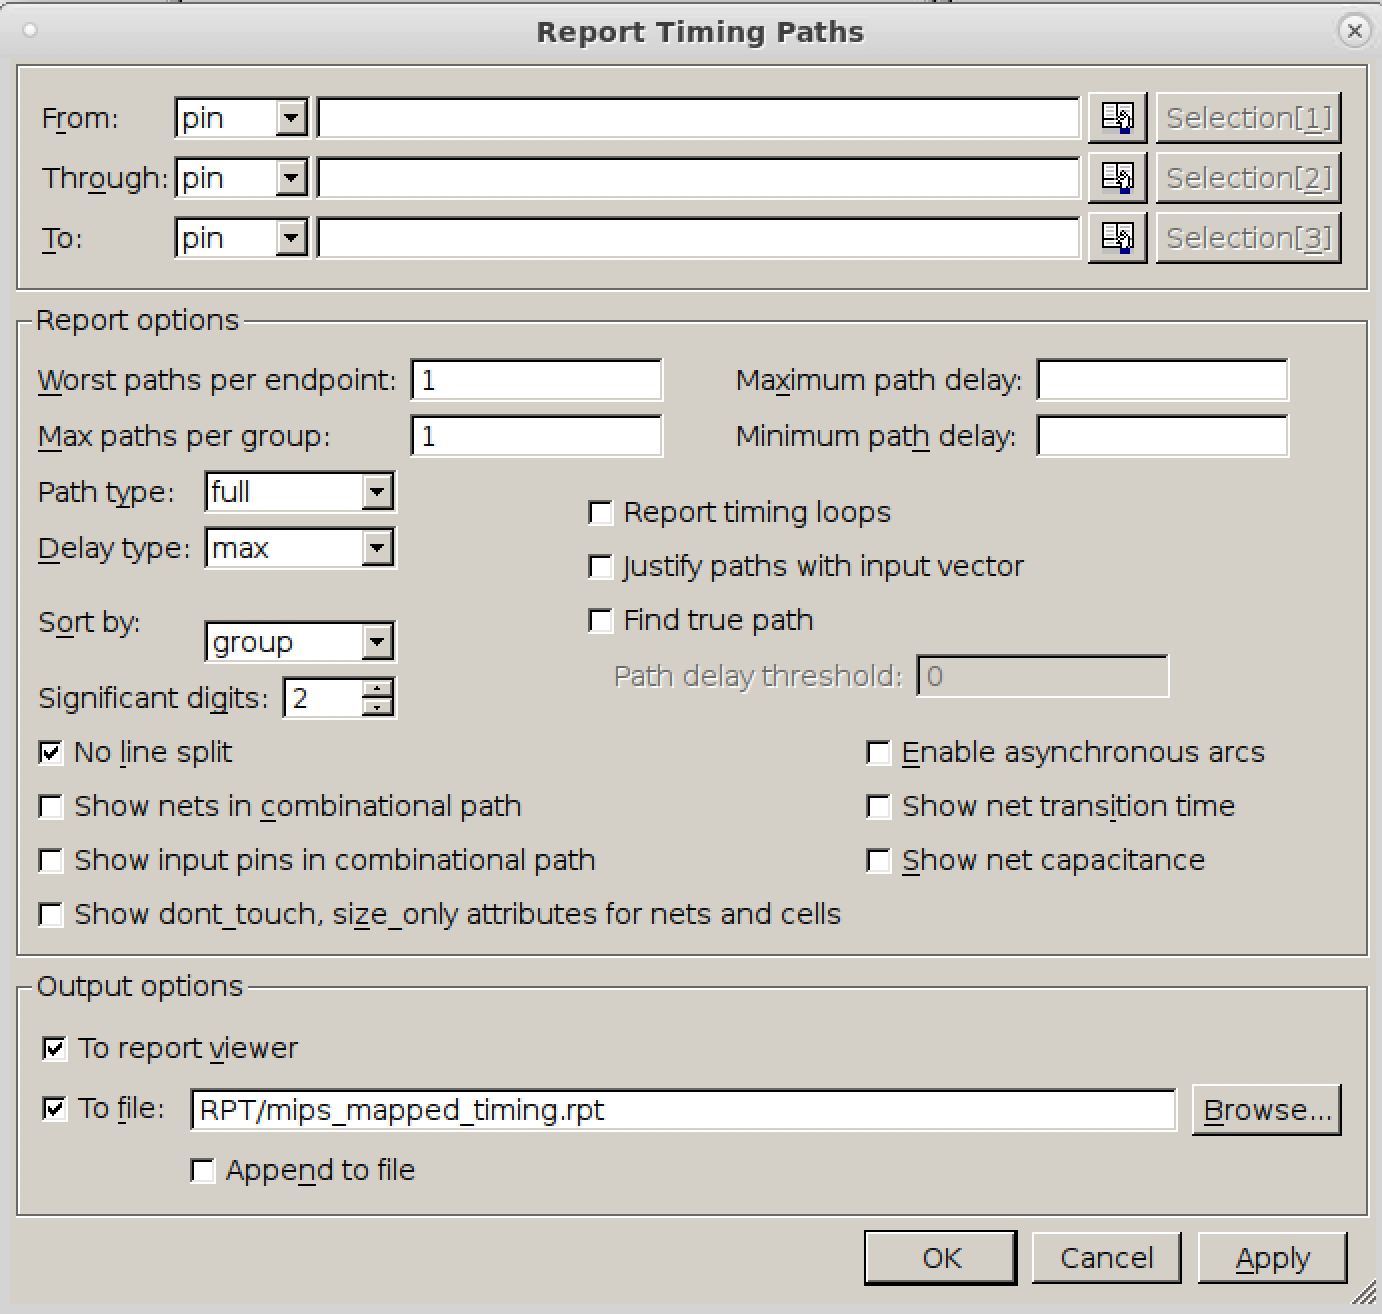 Report Timing Paths
From: pin Selection[1]
Through: pin Selection[2]
To: pin Selection[3]
Report options
Worst paths per endpoint: 1 Maximum path delay:
Max paths per group: 1 Minimum path delay:
Path type: full
Report timing loops
Delay type: max
Justify paths with input vector
Sort by: group
Find true path
Path delay threshold: 0
Significant digits: 2
No line split Enable asynchronous arcs
Show nets in combinational path Show net transition time
Show input pins in combinational path Show net capacitance
Show dont_touch, size_only attributes for nets and cells
Output options
To report viewer
To file: RPT/mips_mapped_timing.rpt Browse...
Append to file
OK Cancel Apply